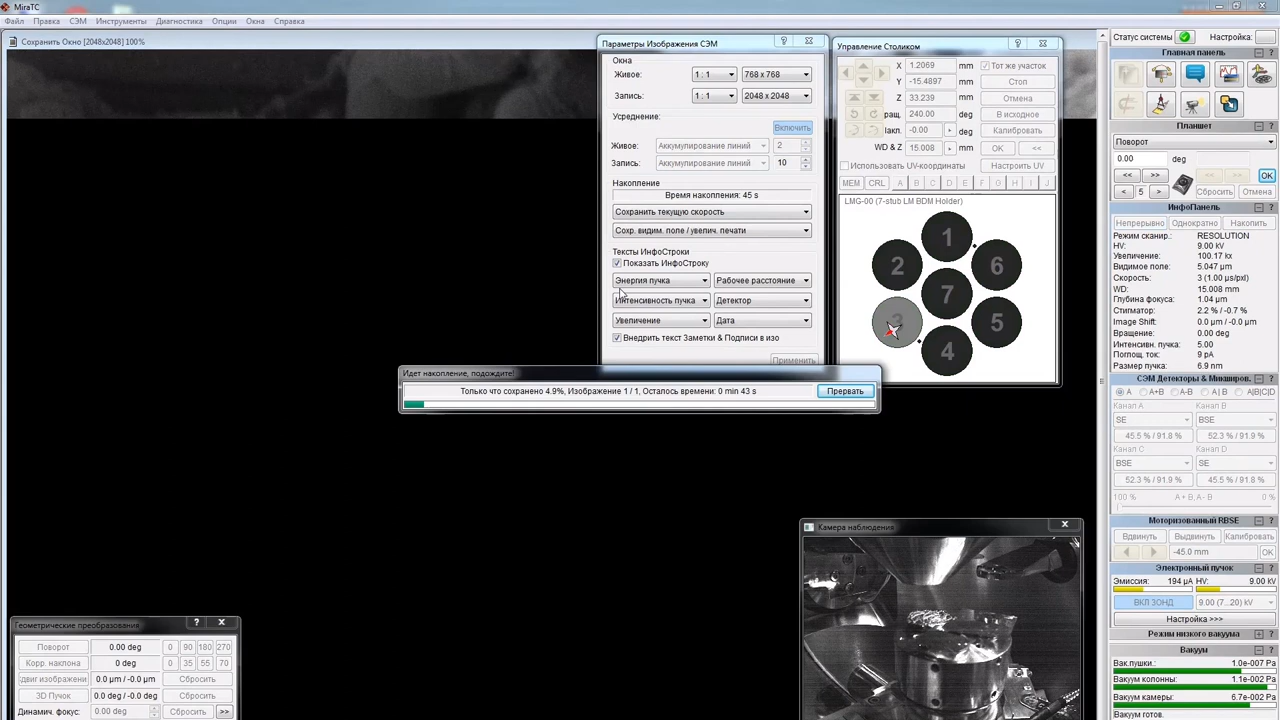 MiraTC
Файл Правка СЭМ Инструменты Диагностика Опции Окна Справка
Сохранить Окно [2048x2048] 100%
Параметры Изображения СЭМ ?
Окна
Живое: 1 : 1 768 x 768
Запись: 1 : 1 2048 x 2048
Усреднение:
Включить
Живое: Аккумулирование линий 2
Запись: Аккумулирование линий 10
Накопление
Время накопления: 45 s
Сохранить текущую скорость
Сохр. видим. поле / увелич. печати
Тексты ИнфоСтроки
Показать ИнфоСтроку
Энергия пучка Рабочее расстояние
Интенсивность пучка Детектор
Увеличение Дата
Внедрить текст Заметки & Подписи в изо
Применить
Управление Столиком ?
X 1.2069 mm Тот же участок
Y -15.4897 mm Стоп
Z 33.239 mm Отмена
ращ. 240.00 deg В исходное
lакл. -0.00 deg Калибровать
WD & Z 15.008 mm OK <<
Использовать UV-координаты Настроить UV
MEM CRL A B C D E F G H I J
LMG-00 (7-stub LM BDM Holder)
1
2 6
7
3 5
4
Идет накопление, подождите!
Только что сохранено 4.9%, Изображение 1 / 1, Осталось времени: 0 min 43 s Прервать
Камера наблюдения
Геометрические преобразования ?
Поворот 0.00 deg 0 90 180 270
Корр. наклона 0 deg 0 35 55 70
двиг изображени 0.0 µm / -0.0 µm Сбросить
3D Пучок 0.0 deg / -0.0 deg Сбросить
Динамич. фокус: 0.00 deg Сбросить >>
Статус системы Настройка:
Главная панель ?
Планшет ?
Поворот
0.00 deg
<< >> << >> OK
< 5 > Сбросить Отмена
ИнфоПанель ?
Непрерывно Однократно Накопить
Режим сканир.: RESOLUTION
HV: 9.00 kV
Увеличение: 100.17 kx
Видимое поле: 5.047 µm
Скорость: 3 (1.00 µs/pxl)
WD: 15.008 mm
Глубина фокуса: 1.04 µm
Стигматор: 2.2 % / -0.7 %
Image Shift: 0.0 µm / -0.0 µm
Вращение: 0.00 deg
Интенсивн. пучка: 5.00
Поглощ. ток: 9 pA
Размер пучка: 6.9 nm
СЭМ Детекторы & Микширов. ?
A A+B A-B A | B A|B|C|D
Канал A Канал B
SE BSE
45.5 % / 91.8 % 52.3 % / 91.9 %
Канал C Канал D
BSE SE
52.3 % / 91.9 % 45.5 % / 91.8 %
100 % A + B, A - B 0 %
Моторизованный RBSE ?
Вдвинуть Выдвинуть Калибровать
-45.0 mm OK
Электронный пучок ?
Эмиссия: 194 µA HV: 9.00 kV
ВКЛ ЗОНД 9.00 (7...20) kV
Настройка >>>
Режим низкого вакуума ?
Вакуум ?
Вак.пушки.: 1.0e-007 Pa
Вакуум колонны: 1.1e-002 Pa
Вакуум камеры: 6.7e-002 Pa
Вакуум готов.